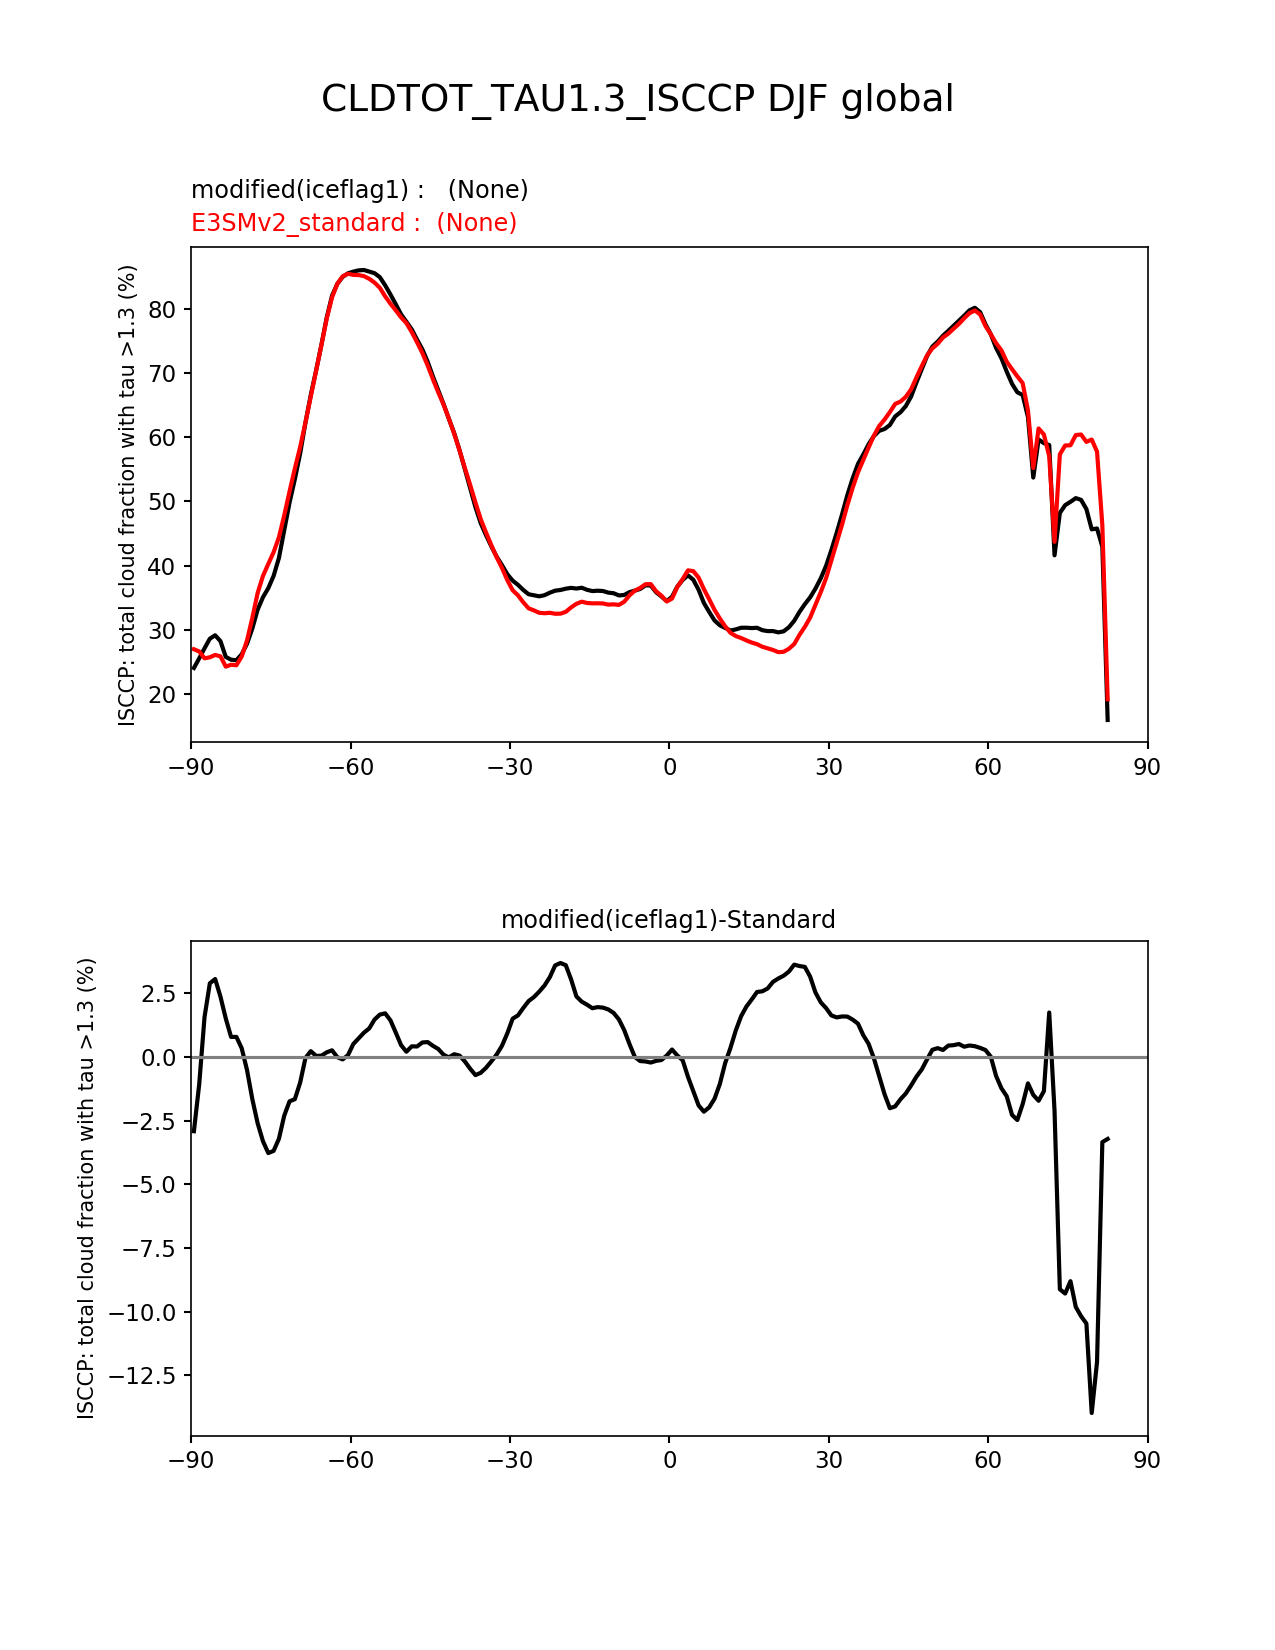 CLDTOT_TAU1.3_ISCCP DJF global
modified(iceflag1) :   (None)
E3SMv2_standard :  (None)
ISCCP: total cloud fraction with tau >1.3 (%)
80
70
60
50
40
30
20
−90 −60 −30 0 30 60 90
modified(iceflag1)-Standard
ISCCP: total cloud fraction with tau >1.3 (%)
2.5
0.0
−2.5
−5.0
−7.5
−10.0
−12.5
−90 −60 −30 0 30 60 90